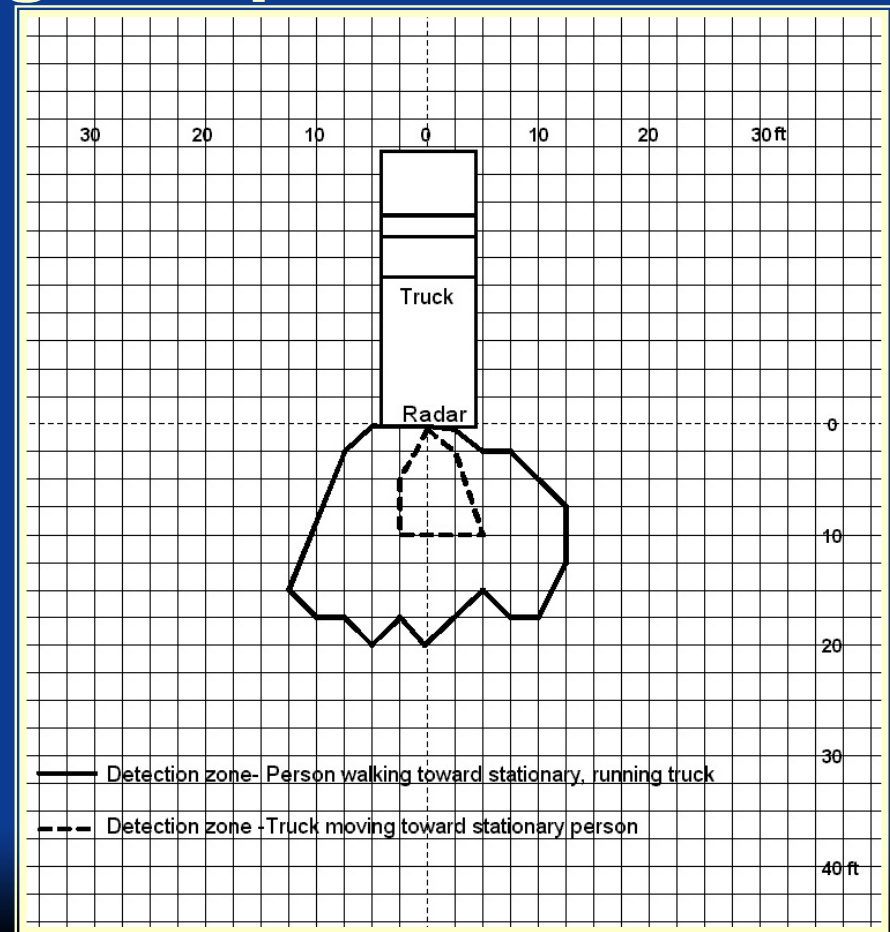 30 20 10 0 10 20 30 ft
Truck
Radar
0
10
20
30
Detection zone- Person walking toward stationary, running truck
Detection zone -Truck moving toward stationary person
40 ft